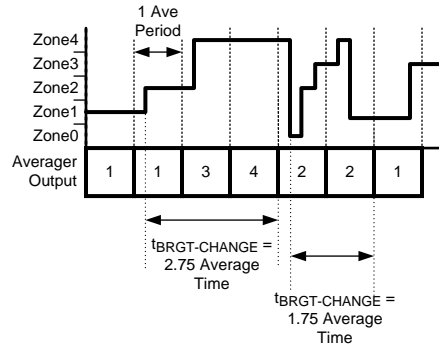 1 Ave
Period
Zone4
Zone3
Zone2
Zone1
Zone0
Averager
Output
1 1 3 4 2 2 1
tBRGT-CHANGE =
2.75 Average
Time
tBRGT-CHANGE =
1.75 Average
Time